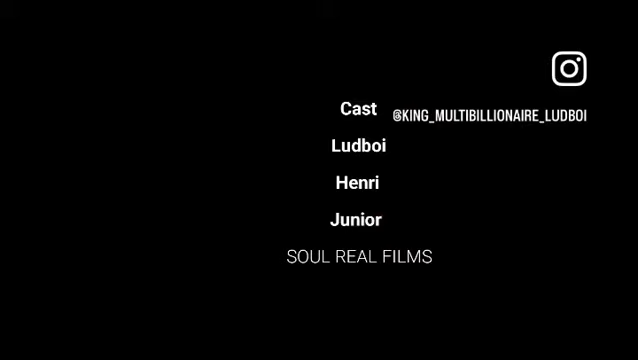 Cast
@KING_MULTIBILLIONAIRE_LUDBOI
Ludboi
Henri
Junior
SOUL REAL FILMS